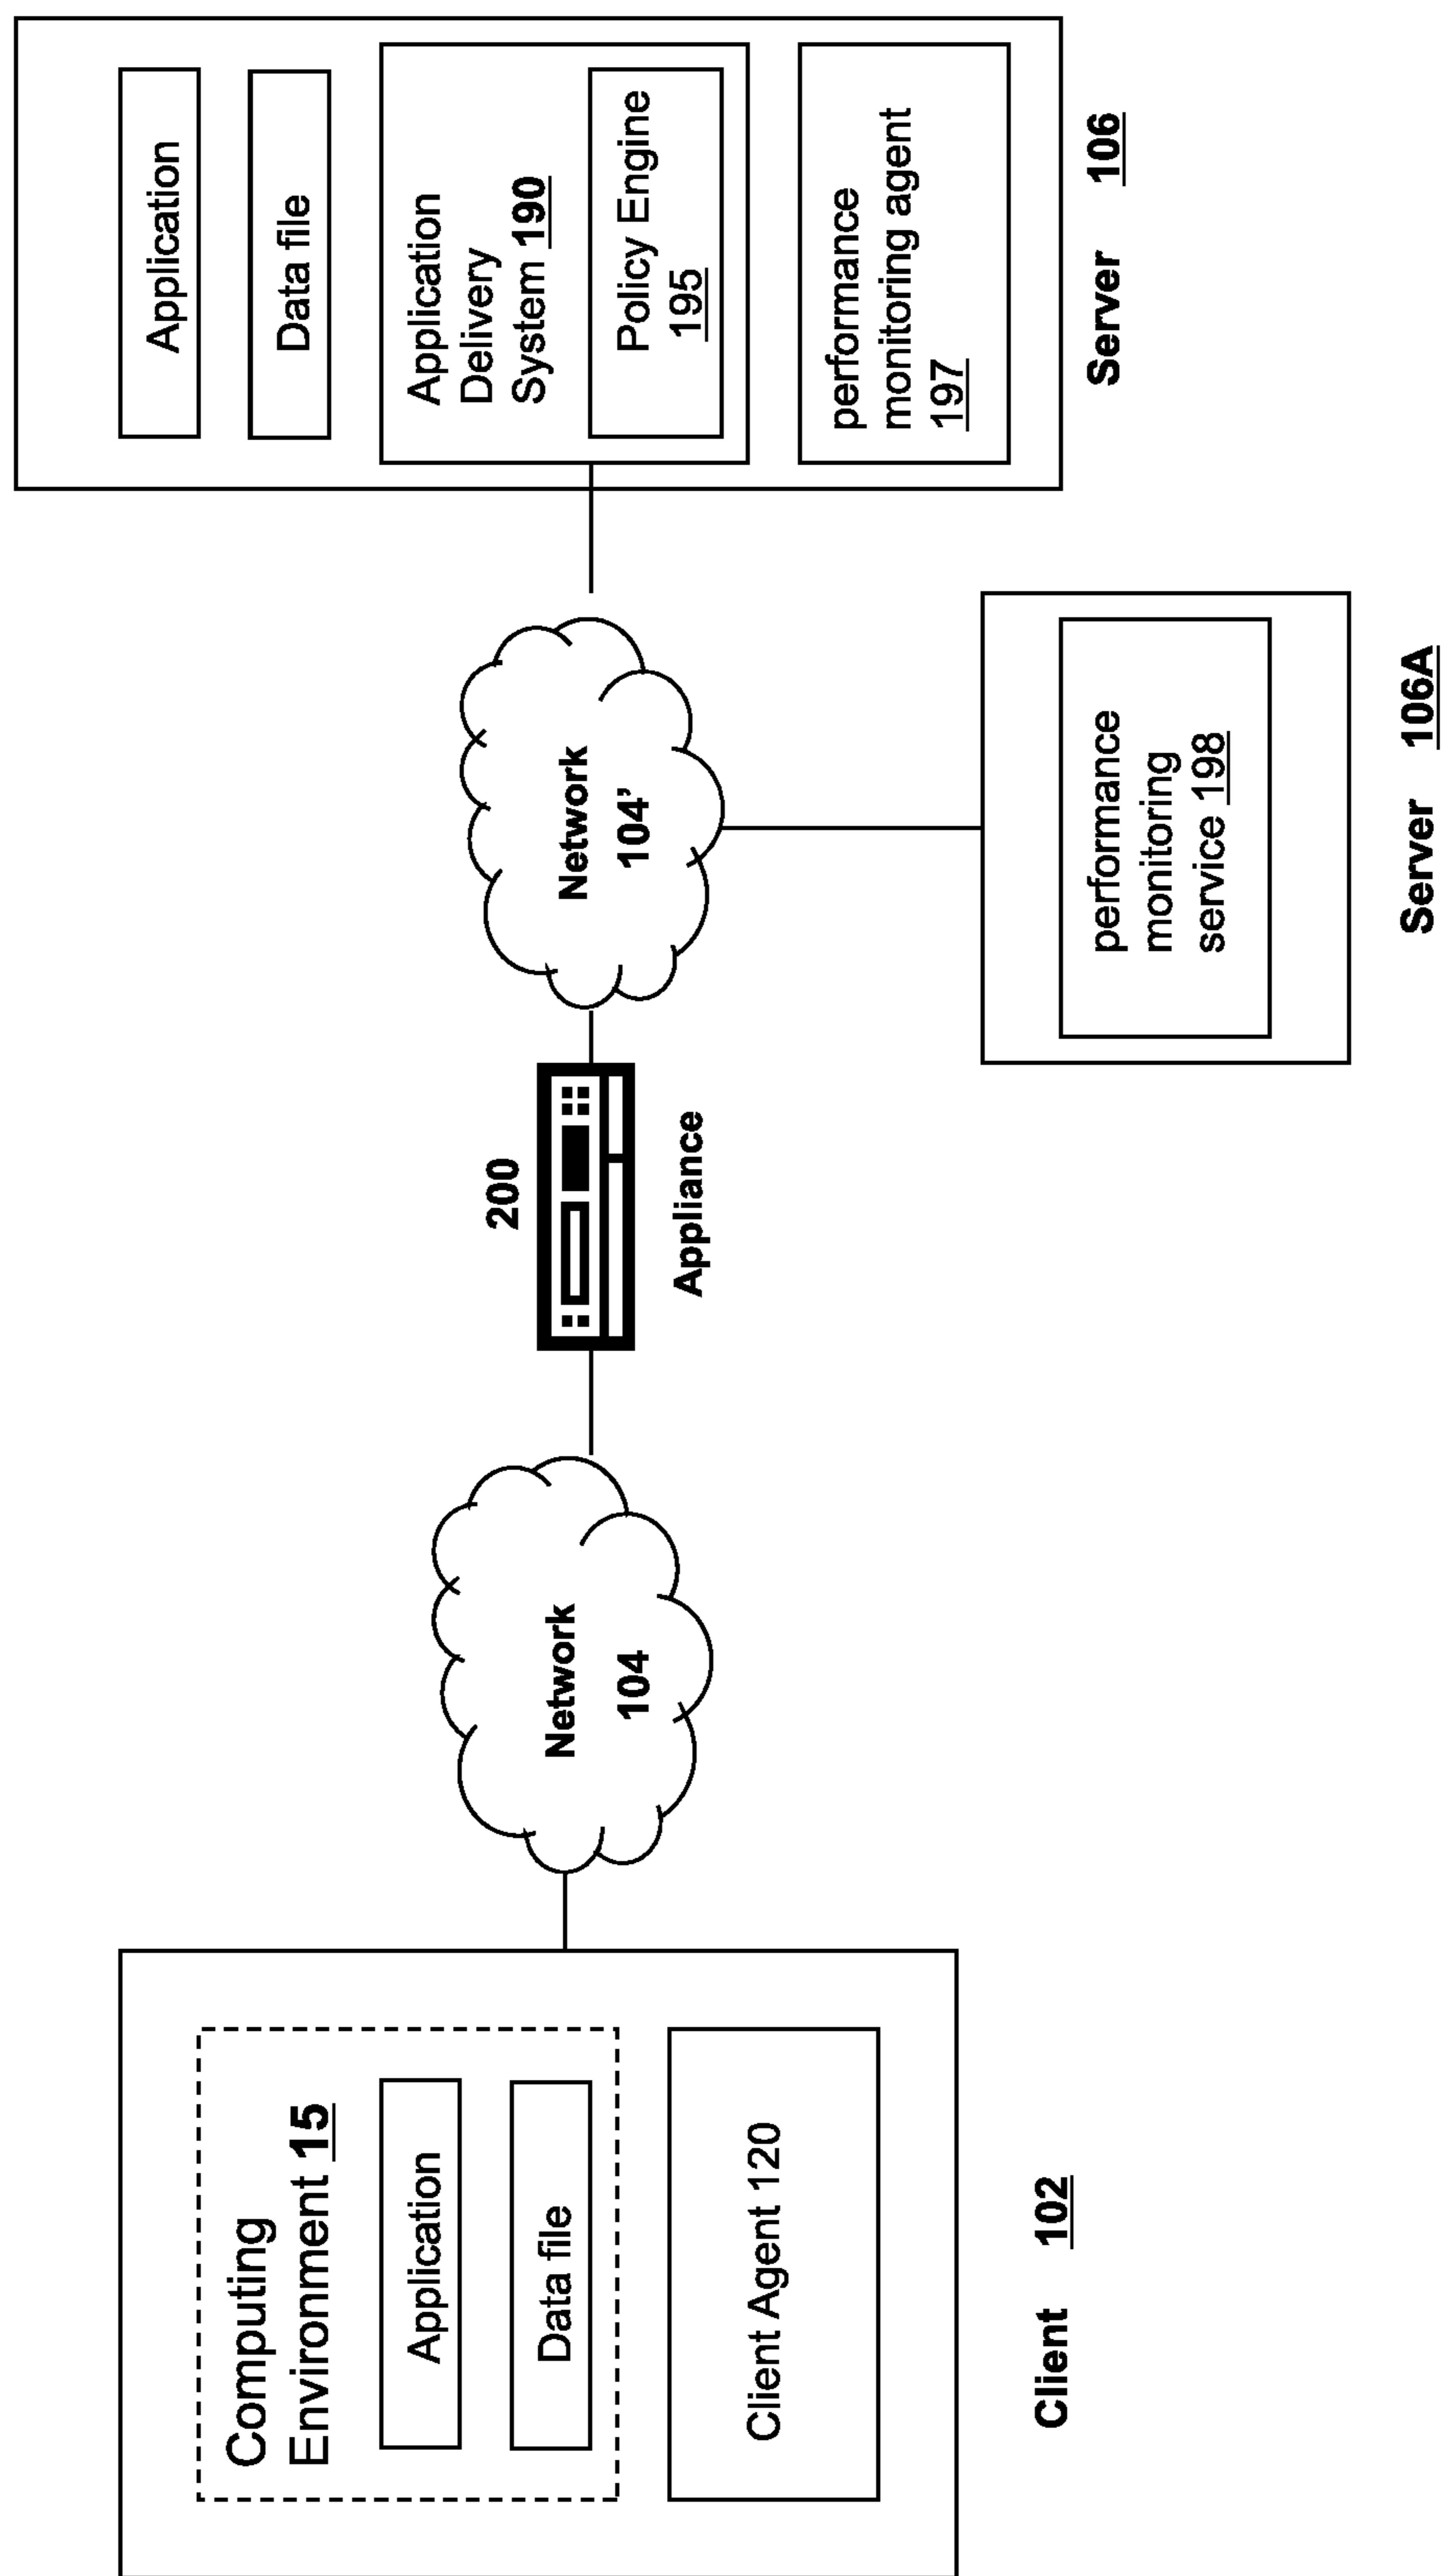 Computing
Environment 15
Application
Data file
Client Agent 120
Client 102
Network
104
200
Appliance
Network
104’
performance
monitoring
service 198
Server 106A
Application
Data file
Application
Delivery
System 190
Policy Engine
195
performance
monitoring agent
197
Server 106